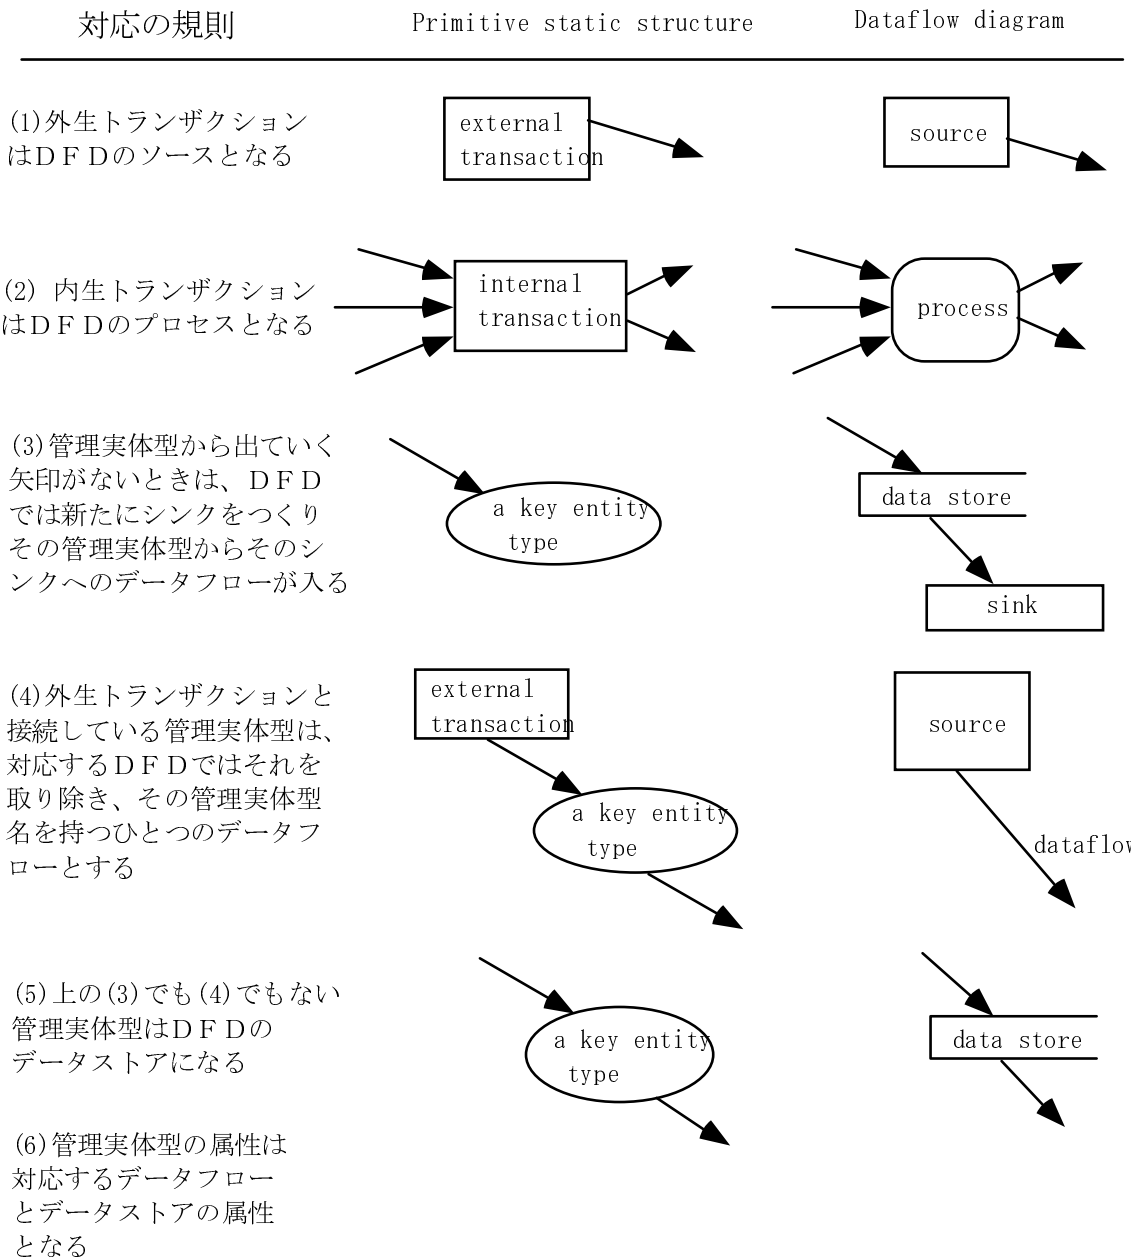 対応の規則
Primitive static structure
Dataflow diagram
(1)外生トランザクション
はＤＦＤのソースとなる
external
transaction
source
(2) 内生トランザクション
はＤＦＤのプロセスとなる
internal
transaction
process
(3)管理実体型から出ていく
矢印がないときは、ＤＦＤ
では新たにシンクをつくり
その管理実体型からそのシ
ンクへのデータフローが入る
a key entity
type
data store
sink
(4)外生トランザクションと
接続している管理実体型は、
対応するＤＦＤではそれを
取り除き、その管理実体型
名を持つひとつのデータフ
ローとする
external
transaction
a key entity
type
source
dataflow
(5)上の(3)でも(4)でもない
管理実体型はＤＦＤの
データストアになる
a key entity
type
data store
(6)管理実体型の属性は
対応するデータフロー
とデータストアの属性
となる